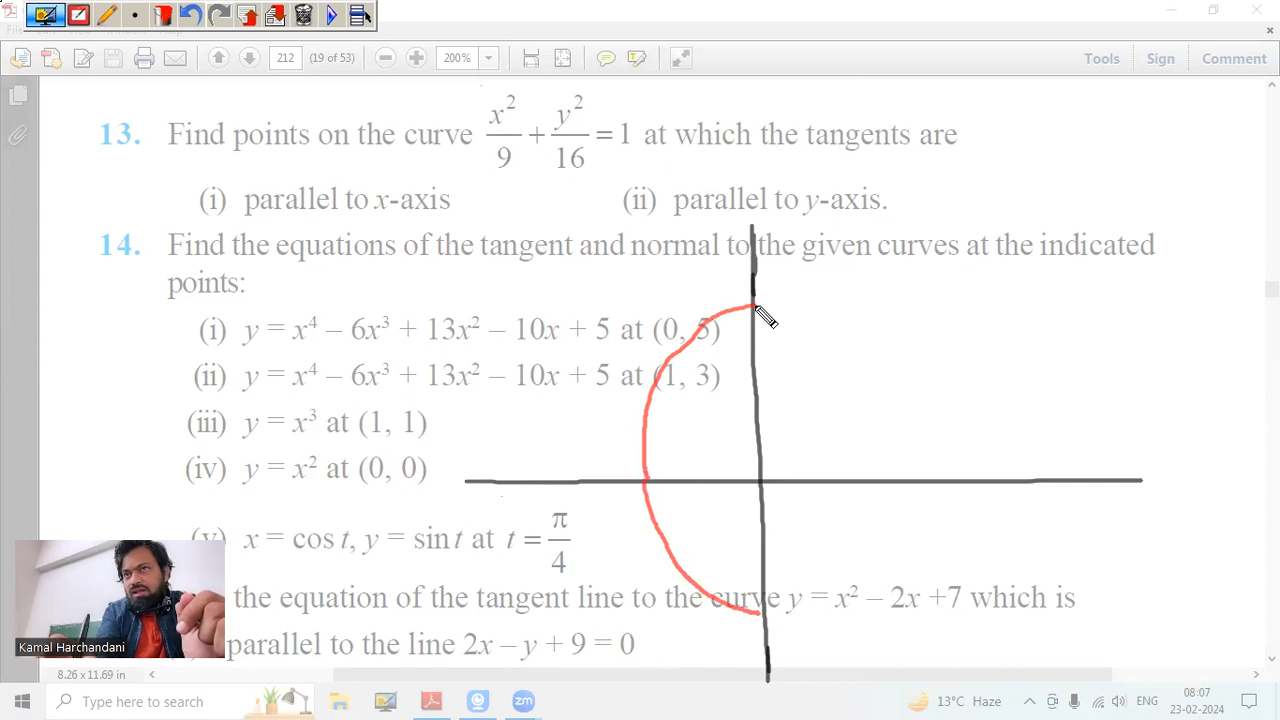 212 (19 of 53) 200% Tools Sign Comment
13. Find points on the curve x²/9 + y²/16 = 1 at which the tangents are
(i) parallel to x-axis (ii) parallel to y-axis.
14. Find the equations of the tangent and normal to the given curves at the indicated
points:
(i) y = x⁴ – 6x³ + 13x² – 10x + 5 at (0, 5)
(ii) y = x⁴ – 6x³ + 13x² – 10x + 5 at (1, 3)
(iii) y = x³ at (1, 1)
(iv) y = x² at (0, 0)
(v) x = cos t, y = sin t at t = π/4
the equation of the tangent line to the curve y = x² – 2x +7 which is
parallel to the line 2x – y + 9 = 0
Kamal Harchandani
8.26 x 11.69 in
Type here to search 13°C Haze ENG 08:07
23-02-2024